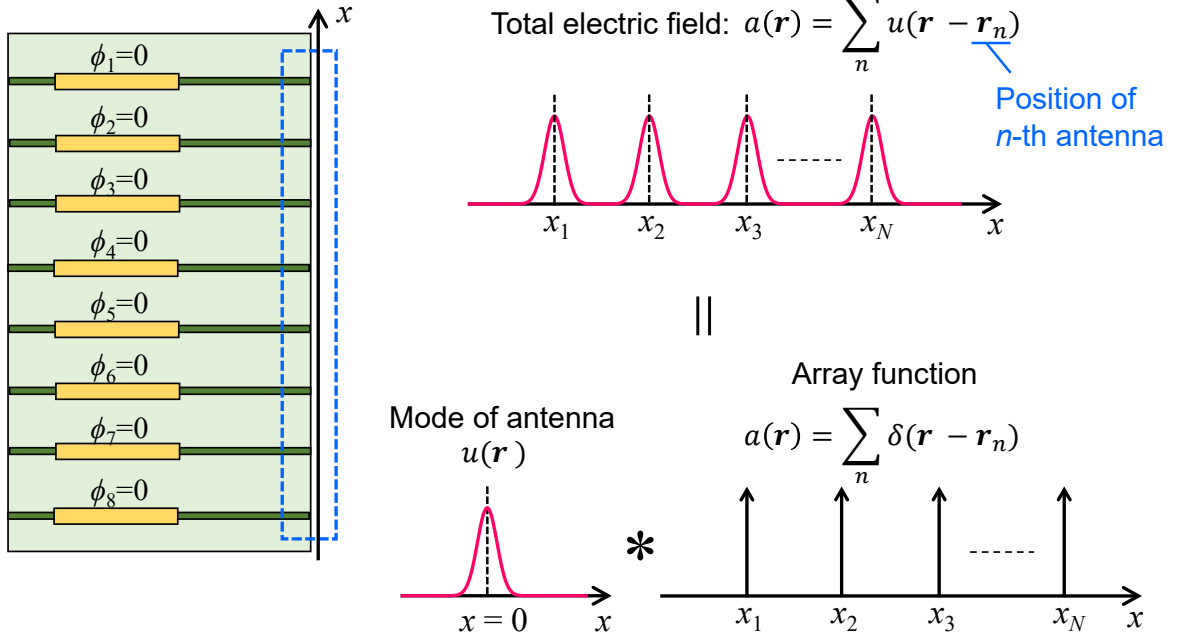 x
ϕ1=0
ϕ2=0
ϕ3=0
ϕ4=0
ϕ5=0
ϕ6=0
ϕ7=0
ϕ8=0
Total electric field: a(r) = ∑n u(r − rn)
Position of
n-th antenna
x1 x2 x3 xN x
||
Mode of antenna
u(r )
x = 0 x
*
Array function
a(r) = ∑n δ(r − rn)
x1 x2 x3 xN x